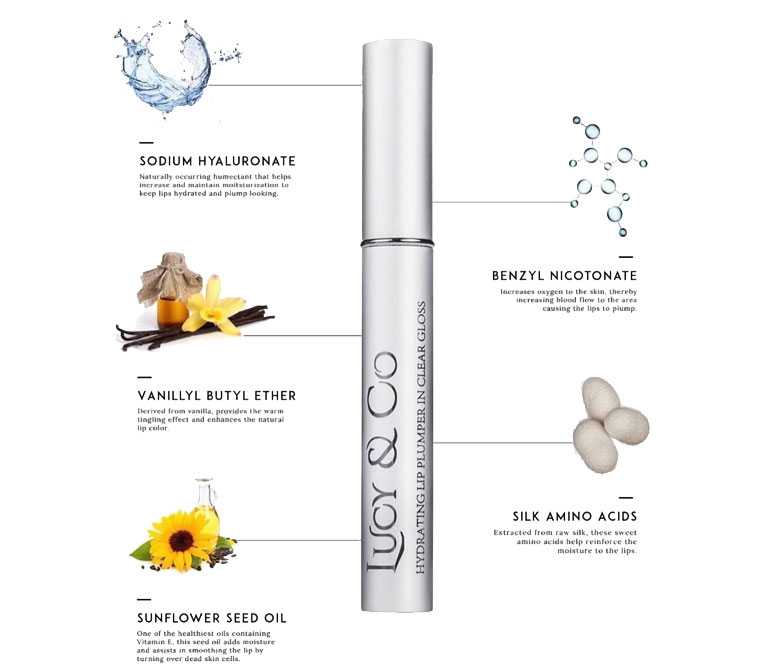 SODIUM HYALURONATE
Naturally occurring humectant that helps
increase and maintain moitsturization to
keep lips hydrated and plump looking.
BENZYL NICOTONATE
Increases oxygen to the skin, thereby
increasing blood flow to the area
causing the lips to plump.
VANILLYL BUTYL ETHER
Derived from vanilla, provides the warm
tingling effect and enhances the natural
lip color.
LUCY & CO
HYDRATING LIP PLUMPER IN CLEAR GLOSS
SILK AMINO ACIDS
Extracted from raw silk, these sweet
amino acids help reinforce the
moisture to the lips.
SUNFLOWER SEED OIL
One of the healthiest oils containing
Vitamin E, this seed oil adds moisture
and assists in smoothing the lip by
turning over dead skin cells.